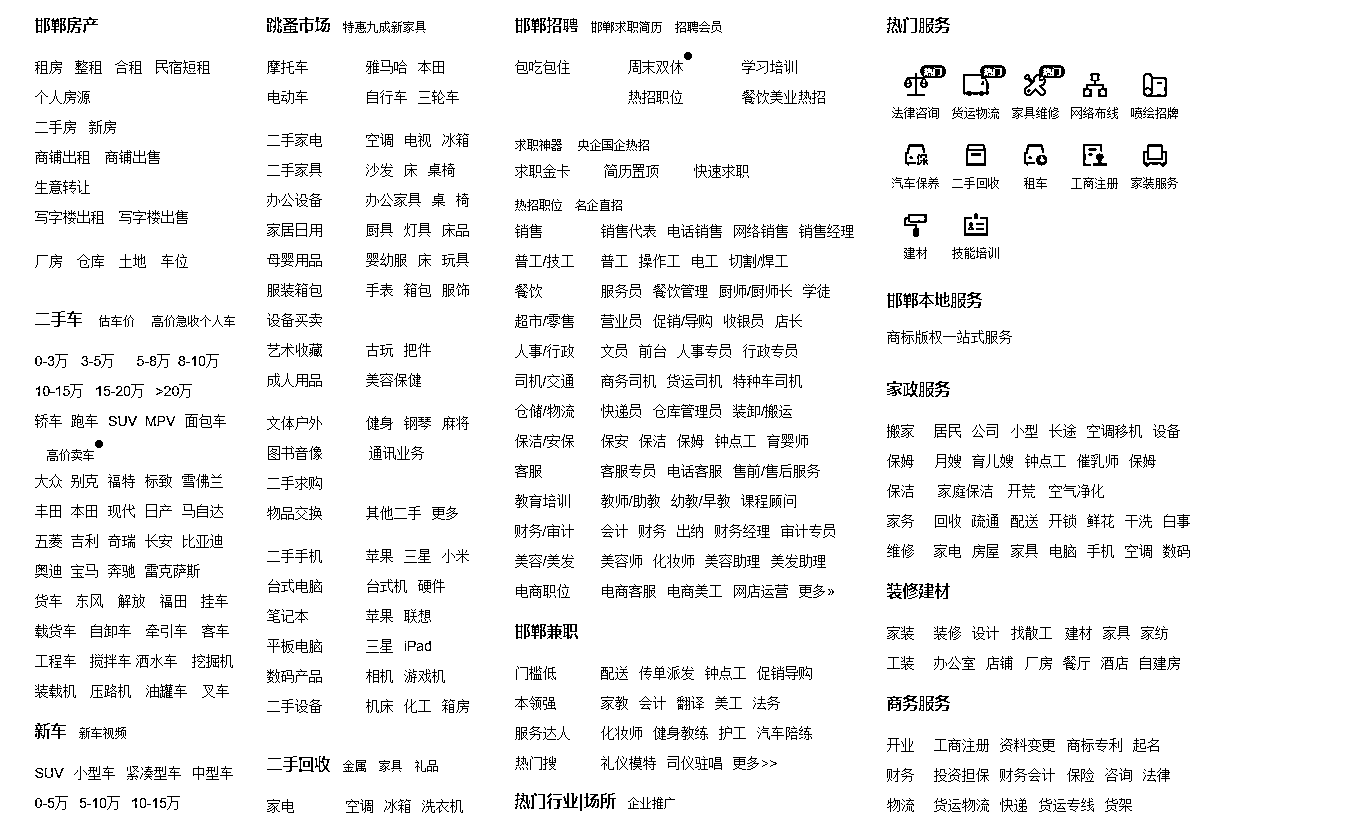 邯郸房产
租房 整租 合租 民宿短租
个人房源
二手房 新房
商铺出租 商铺出售
生意转让
写字楼出租 写字楼出售
厂房 仓库 土地 车位
二手车 估车价 高价急收个人车
0-3万 3-5万 5-8万 8-10万
10-15万 15-20万 >20万
轿车 跑车 SUV MPV 面包车
高价卖车
大众 别克 福特 标致 雪佛兰
丰田 本田 现代 日产 马自达
五菱 吉利 奇瑞 长安 比亚迪
奥迪 宝马 奔驰 雷克萨斯
货车 东风 解放 福田 挂车
载货车 自卸车 牵引车 客车
工程车 搅拌车 洒水车 挖掘机
装载机 压路机 油罐车 叉车
新车 新车视频
SUV 小型车 紧凑型车 中型车
0-5万 5-10万 10-15万
跳蚤市场 特惠九成新家具
摩托车 雅马哈 本田
电动车 自行车 三轮车
二手家电 空调 电视 冰箱
二手家具 沙发 床 桌椅
办公设备 办公家具 桌 椅
家居日用 厨具 灯具 床品
母婴用品 婴幼服 床 玩具
服装箱包 手表 箱包 服饰
设备买卖
艺术收藏 古玩 把件
成人用品 美容保健
文体户外 健身 钢琴 麻将
图书音像 通讯业务
二手求购
物品交换 其他二手 更多
二手手机 苹果 三星 小米
台式电脑 台式机 硬件
笔记本 苹果 联想
平板电脑 三星 iPad
数码产品 相机 游戏机
二手设备 机床 化工 箱房
二手回收 金属 家具 礼品
家电 空调 冰箱 洗衣机
邯郸招聘 邯郸求职简历 招聘会员
包吃包住 周末双休 学习培训
热招职位 餐饮美业热招
求职神器 央企国企热招
求职金卡 简历置顶 快速求职
热招职位 名企直招
销售 销售代表 电话销售 网络销售 销售经理
普工/技工 普工 操作工 电工 切割/焊工
餐饮 服务员 餐饮管理 厨师/厨师长 学徒
超市/零售 营业员 促销/导购 收银员 店长
人事/行政 文员 前台 人事专员 行政专员
司机/交通 商务司机 货运司机 特种车司机
仓储/物流 快递员 仓库管理员 装卸/搬运
保洁/安保 保安 保洁 保姆 钟点工 育婴师
客服 客服专员 电话客服 售前/售后服务
教育培训 教师/助教 幼教/早教 课程顾问
财务/审计 会计 财务 出纳 财务经理 审计专员
美容/美发 美容师 化妆师 美容助理 美发助理
电商职位 电商客服 电商美工 网店运营 更多»
邯郸兼职
门槛低 配送 传单派发 钟点工 促销导购
本领强 家教 会计 翻译 美工 法务
服务达人 化妆师 健身教练 护工 汽车陪练
热门搜 礼仪模特 司仪驻唱 更多>>
热门行业|场所 企业推广
热门服务
热门 热门 热门
法律咨询 货运物流 家具维修 网络布线 喷绘招牌
汽车保养 二手回收 租车 工商注册 家装服务
建材 技能培训
邯郸本地服务
商标版权一站式服务
家政服务
搬家 居民 公司 小型 长途 空调移机 设备
保姆 月嫂 育儿嫂 钟点工 催乳师 保姆
保洁 家庭保洁 开荒 空气净化
家务 回收 疏通 配送 开锁 鲜花 干洗 白事
维修 家电 房屋 家具 电脑 手机 空调 数码
装修建材
家装 装修 设计 找散工 建材 家具 家纺
工装 办公室 店铺 厂房 餐厅 酒店 自建房
商务服务
开业 工商注册 资料变更 商标专利 起名
财务 投资担保 财务会计 保险 咨询 法律
物流 货运物流 快递 货运专线 货架